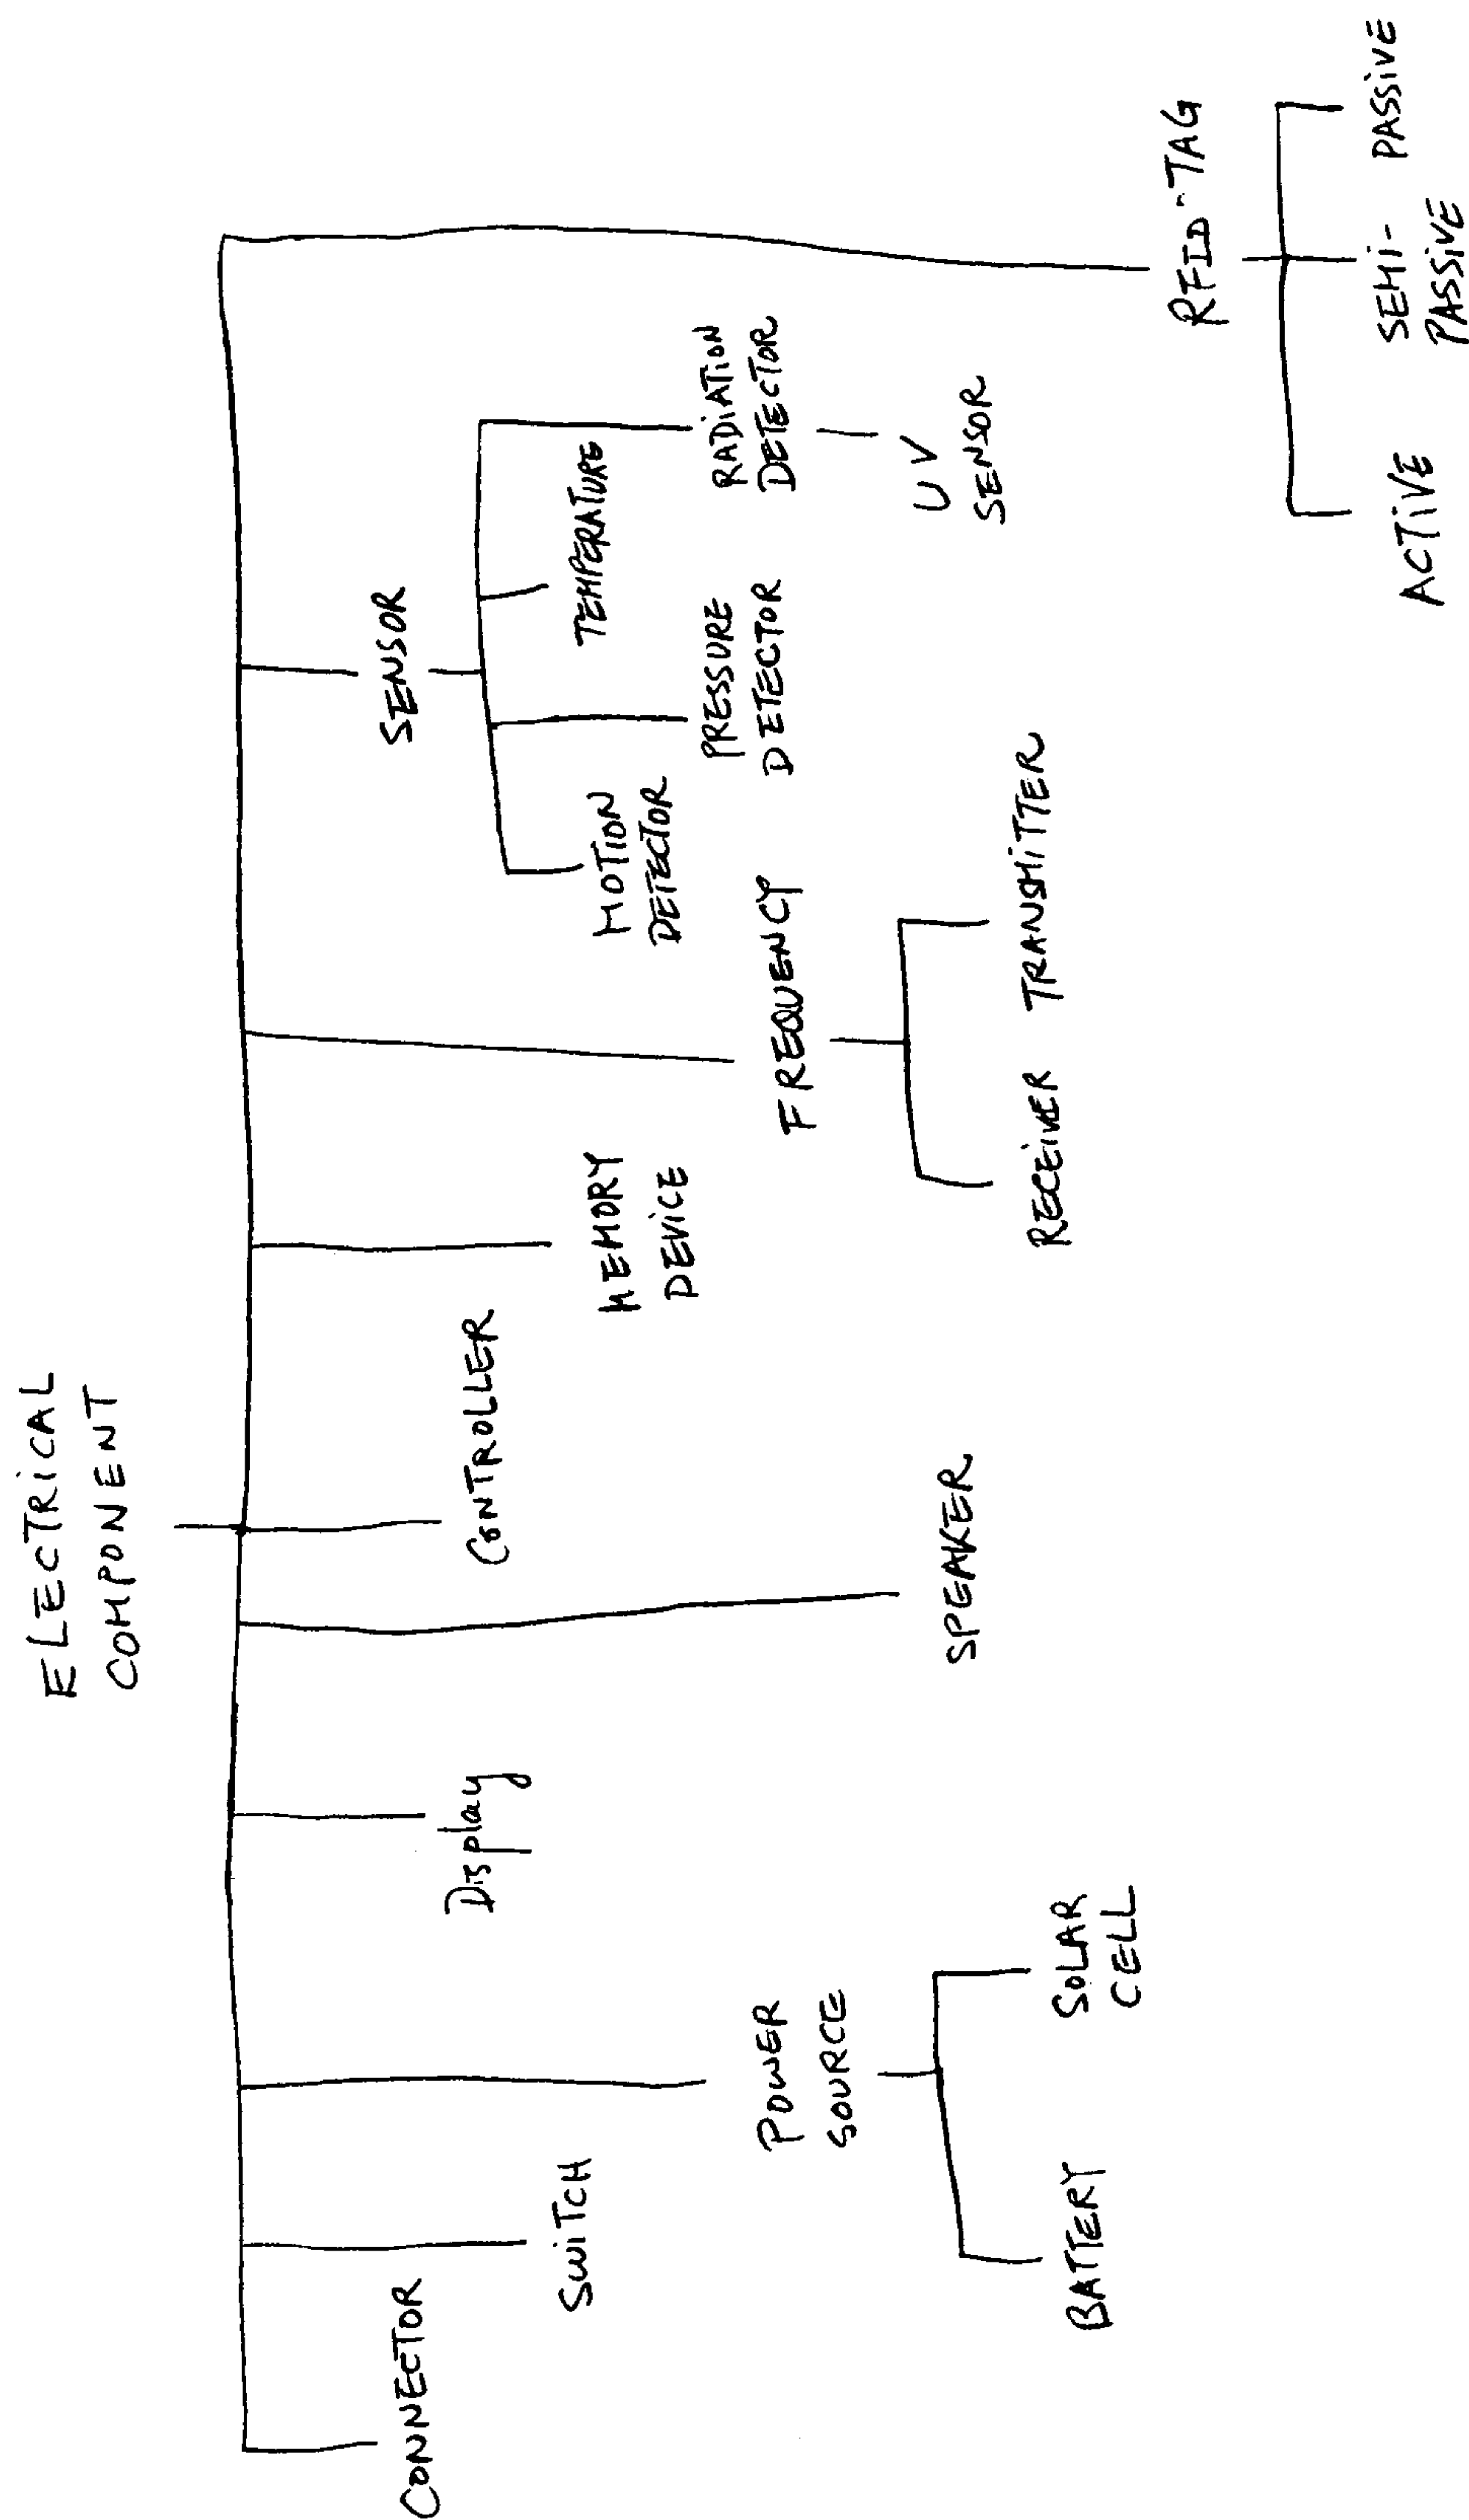 ELECTRICAL
COMPONENT
CONNECTOR
SWITCH
POWER
SOURCE
BATTERY
SOLAR
CELL
Display
SPEAKER
CONTROLLER
MEMORY
DEVICE
FREQUENCY
RECEIVER
TRANSMITTER
SENSOR
MOTION
DETECTOR
PRESSURE
DETECTOR
TEMPERATURE
RADIATION
DETECTOR
UV
SENSOR
RFID TAG
ACTIVE
SEMI-
PASSIVE
PASSIVE